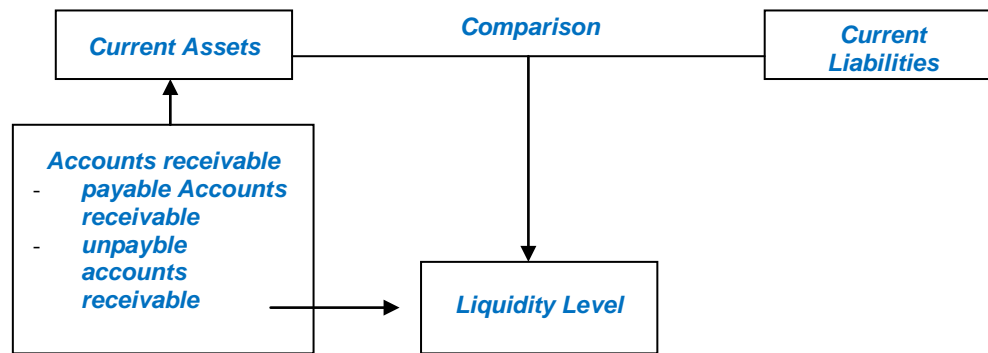 Comparison
Current Assets
Current
Liabilities
Accounts receivable
- payable Accounts
receivable
- unpayble
accounts
receivable
Liquidity Level